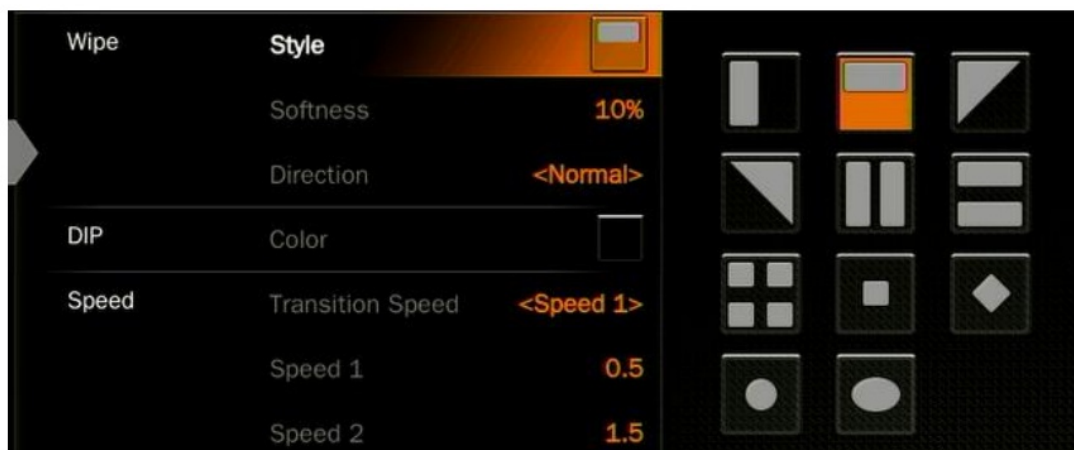 Wipe Style
Softness 10%
Direction <Normal>
DIP Color
Speed Transition Speed <Speed 1>
Speed 1 0.5
Speed 2 1.5